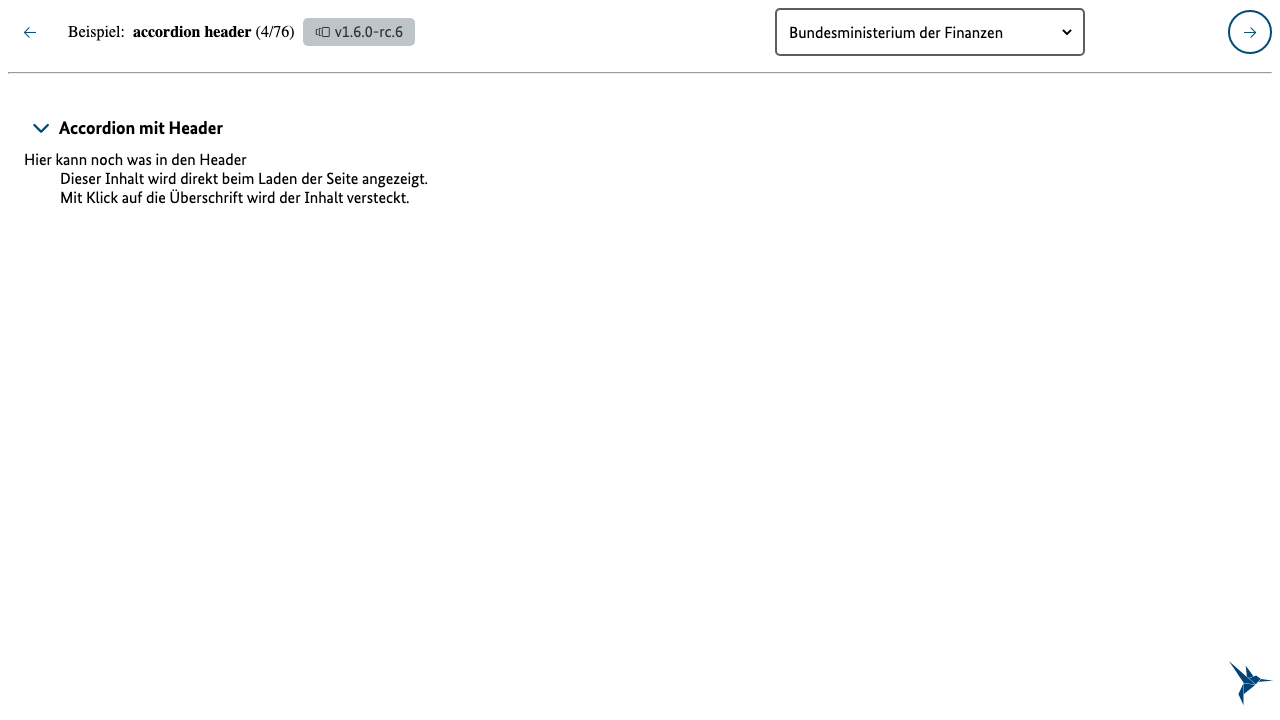 Beispiel: accordion header (4/76) v1.6.0-rc.6 Bundesministerium der Finanzen
Accordion mit Header
Hier kann noch was in den Header
Dieser Inhalt wird direkt beim Laden der Seite angezeigt.
Mit Klick auf die Überschrift wird der Inhalt versteckt.